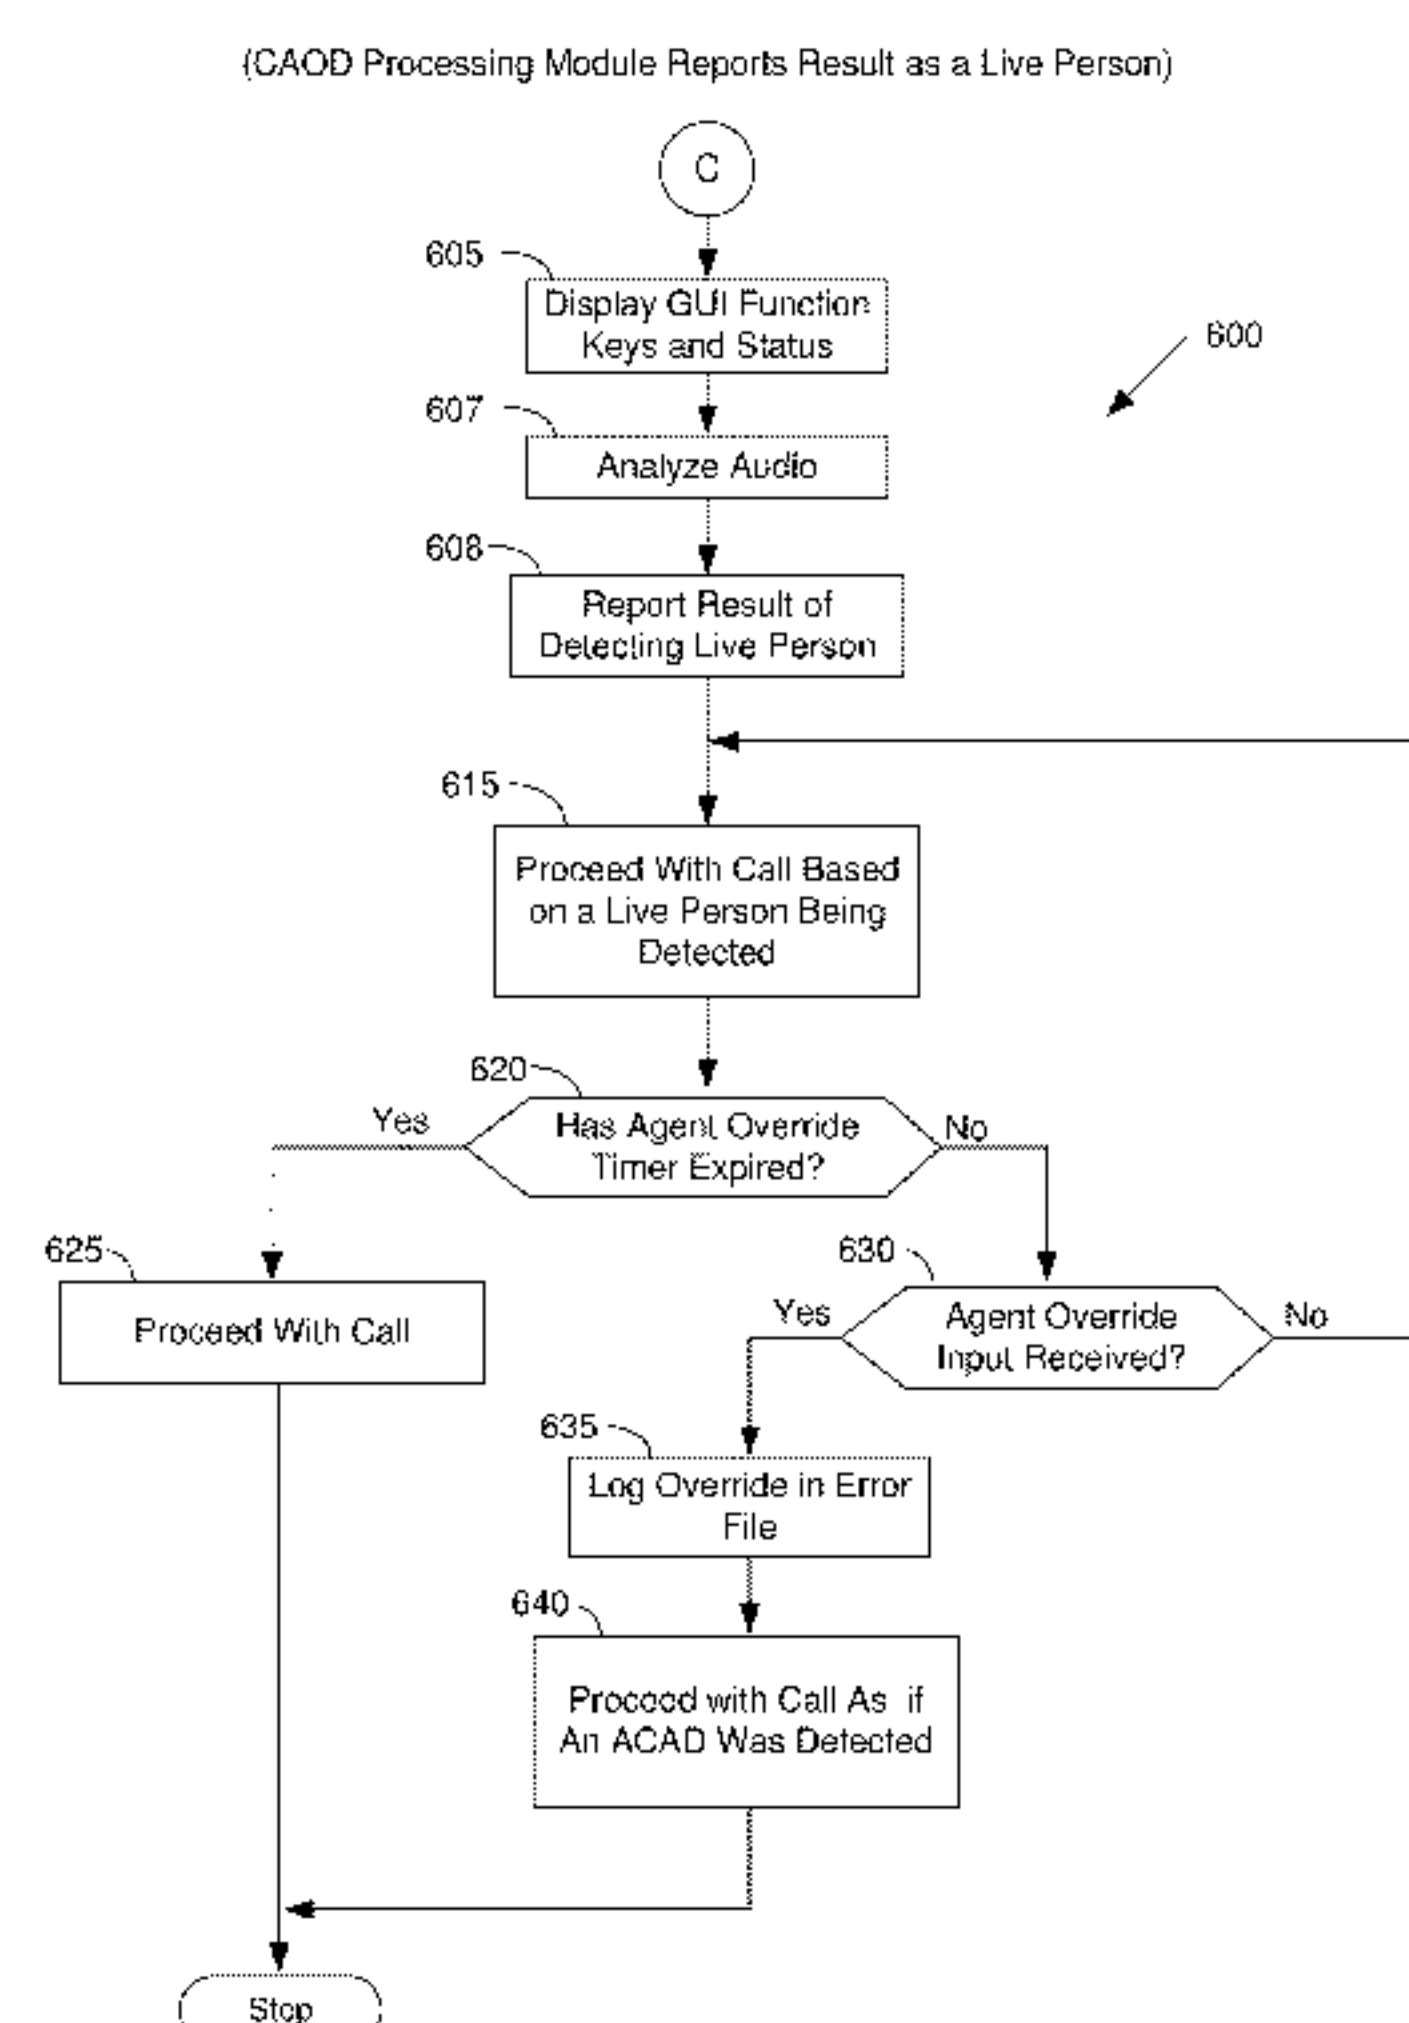 (CAOD Processing Module Reports Result as a Live Person)
C
605
Display GUI Function
Keys and Status
600
607
Analyze Audio
608
Report Result of
Detecting Live Person
615
Proceed With Call Based
on a Live Person Being
Detected
620
Yes
Has Agent Override
Timer Expired?
No
625
Proceed With Call
630
Yes
Agent Override
Input Received?
No
635
Log Override in Error
File
640
Proceed with Call As if
An ACAD Was Detected
Stop